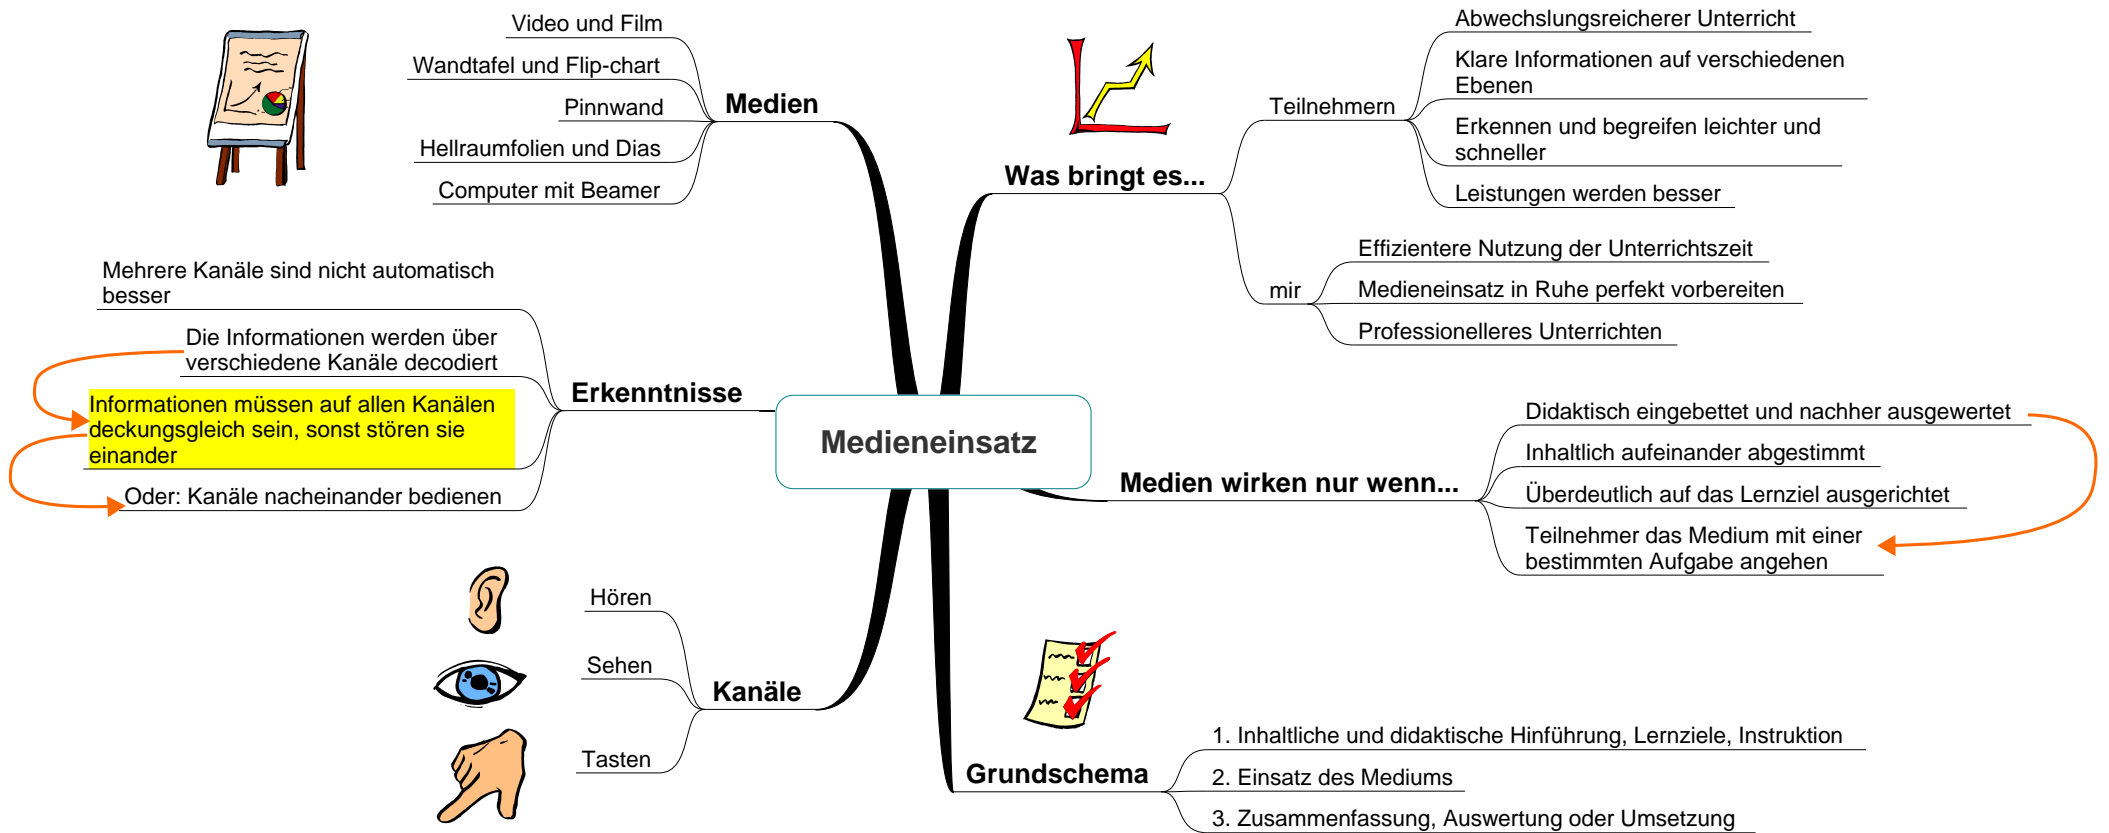 Medieneinsatz
Medien
Video und Film
Wandtafel und Flip-chart
Pinnwand
Hellraumfolien und Dias
Computer mit Beamer
Erkenntnisse
Mehrere Kanäle sind nicht automatisch
besser
Die Informationen werden über
verschiedene Kanäle decodiert
Informationen müssen auf allen Kanälen
deckungsgleich sein, sonst stören sie
einander
Oder: Kanäle nacheinander bedienen
Kanäle
Hören
Sehen
Tasten
Was bringt es...
Teilnehmern
Abwechslungsreicherer Unterricht
Klare Informationen auf verschiedenen
Ebenen
Erkennen und begreifen leichter und
schneller
Leistungen werden besser
mir
Effizientere Nutzung der Unterrichtszeit
Medieneinsatz in Ruhe perfekt vorbereiten
Professionelleres Unterrichten
Medien wirken nur wenn...
Didaktisch eingebettet und nachher ausgewertet
Inhaltlich aufeinander abgestimmt
Überdeutlich auf das Lernziel ausgerichtet
Teilnehmer das Medium mit einer
bestimmten Aufgabe angehen
Grundschema
1. Inhaltliche und didaktische Hinführung, Lernziele, Instruktion
2. Einsatz des Mediums
3. Zusammenfassung, Auswertung oder Umsetzung